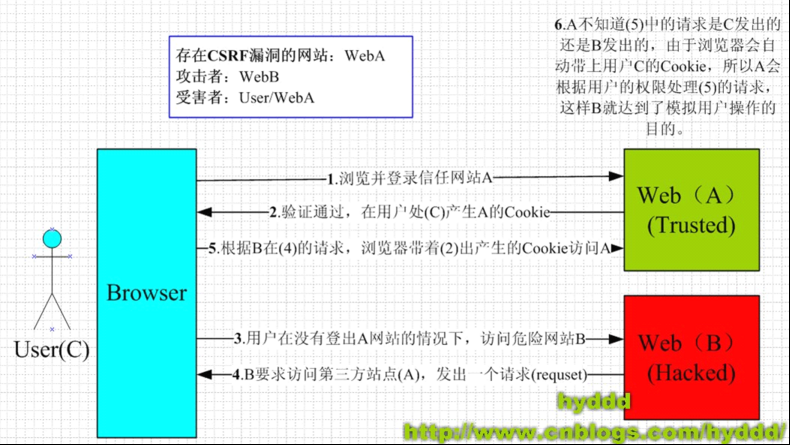 存在CSRF漏洞的网站：WebA
攻击者：WebB
受害者：User/WebA
6.A不知道(5)中的请求是C发出的
还是B发出的，由于浏览器会自
动带上用户C的Cookie，所以A会
根据用户的权限处理(5)的请求，
这样B就达到了模拟用户操作的
目的。
1.浏览并登录信任网站A
2.验证通过，在用户处(C)产生A的Cookie
5.根据B在(4)的请求，浏览器带着(2)出产生的Cookie访问A
3.用户在没有登出A网站的情况下，访问危险网站B
4.B要求访问第三方站点(A)，发出一个请求(requset)
User(C)
Browser
Web（A）
(Trusted)
Web（B）
(Hacked)
hyddd
http://www.cnblogs.com/hyddd/